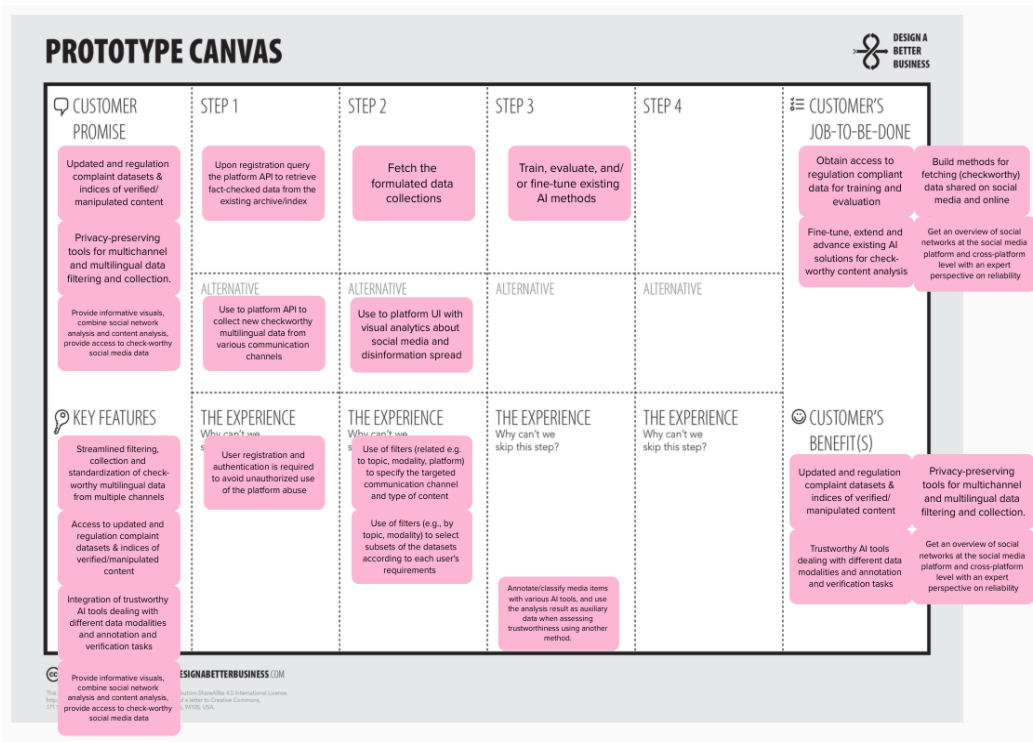 PROTOTYPE CANVAS
DESIGN A
BETTER
BUSINESS
CUSTOMER
PROMISE
Updated and regulation
complaint datasets &
indices of verified/
manipulated content
Privacy-preserving
tools for multichannel
and multilingual data
filtering and collection.
Provide informative visuals,
combine social network
analysis and content analysis,
provide access to check-worthy
social media data
STEP 1
Upon registration query
the platform API to retrieve
fact-checked data from the
existing archive/index
STEP 2
Fetch the
formulated data
collections
STEP 3
Train, evaluate, and/
or fine-tune existing
AI methods
STEP 4
CUSTOMER'S
JOB-TO-BE-DONE
Obtain access to
regulation compliant
data for training and
evaluation
Build methods for
fetching (checkworthy)
data shared on social
media and online
Fine-tune, extend and
advance existing AI
solutions for check-
worthy content analysis
Get an overview of social
networks at the social media
platform and cross-platform
level with an expert
perspective on reliability
ALTERNATIVE
Use to platform API to
collect new checkworthy
multilingual data from
various communication
channels
ALTERNATIVE
Use to platform UI with
visual analytics about
social media and
disinformation spread
ALTERNATIVE
ALTERNATIVE
KEY FEATURES
Streamlined filtering,
collection and
standardization of check-
worthy multilingual data
from multiple channels
Access to updated and
regulation complaint
datasets & indices of
verified/manipulated
content
Integration of trustworthy
AI tools dealing with
different data modalities
and annotation and
verification tasks
Provide informative visuals,
combine social network
analysis and content analysis,
provide access to check-worthy
social media data
THE EXPERIENCE
Why can't we
User registration and
authentication is required
to avoid unauthorized use
of the platform abuse
THE EXPERIENCE
Why can't we
Use of filters (related e.g.
to topic, modality, platform)
to specify the targeted
communication channel
and type of content
Use of filters (e.g., by
topic, modality) to select
subsets of the datasets
according to each user's
requirements
THE EXPERIENCE
Why can't we
skip this step?
Annotate/classify media items
with various AI tools, and use
the analysis result as auxiliary
data when assessing
trustworthiness using another
method.
THE EXPERIENCE
Why can't we
skip this step?
CUSTOMER'S
BENEFIT(S)
Updated and regulation
complaint datasets &
indices of verified/
manipulated content
Privacy-preserving
tools for multichannel
and multilingual data
filtering and collection.
Trustworthy AI tools
dealing with different data
modalities and annotation
and verification tasks
Get an overview of social
networks at the social media
platform and cross-platform
level with an expert
perspective on reliability
cc
ESIGNABETTERBUSINESS.COM
ShareAlike 4.0 International License.
d a letter to Creative Commons,
94105, USA.